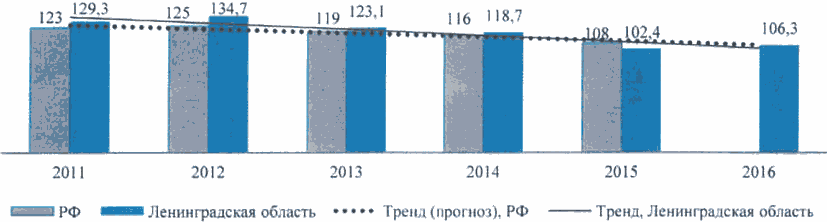 123 129,3 125 134,7 119 123,1 116 118,7 108 102,4 106,3
2011 2012 2013 2014 2015 2016
РФ Ленинградская область Тренд (прогноз), РФ Тренд, Ленинградская область